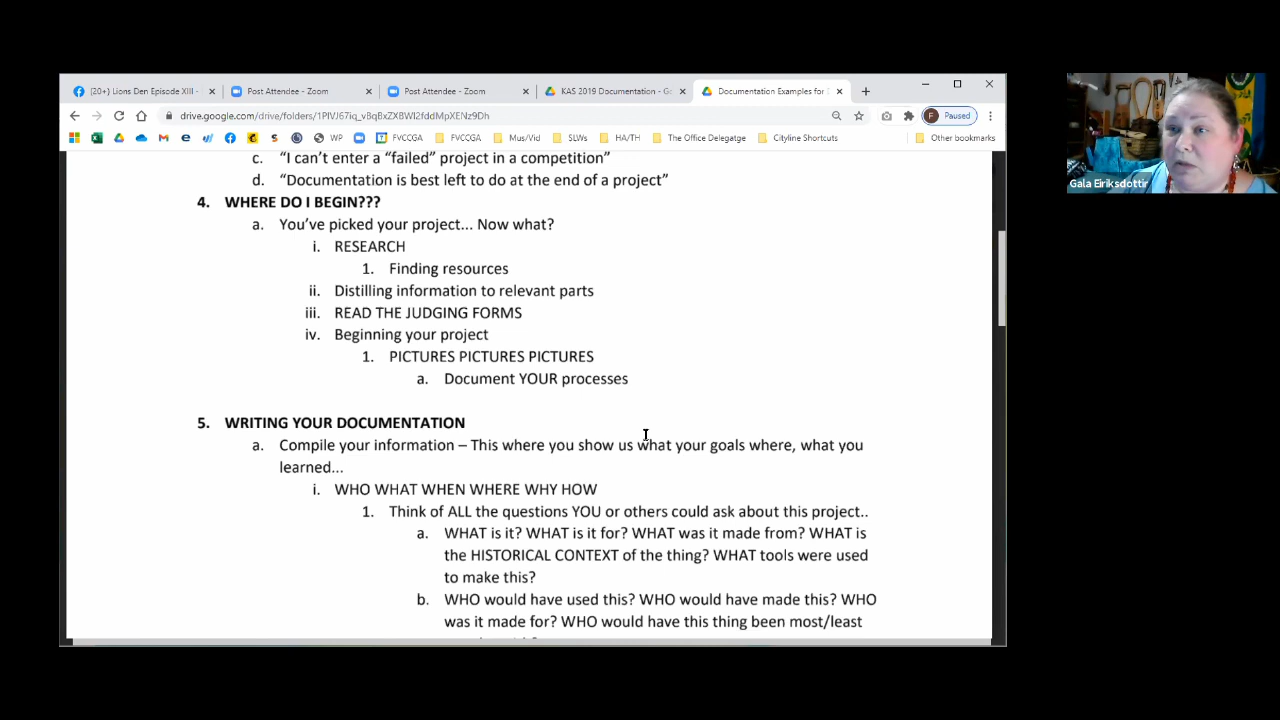 (20+) Lions Den Episode XIII -
Post Attendee - Zoom
Post Attendee - Zoom
KAS 2019 Documentation - Go
Documentation Examples for
drive.google.com/drive/folders/
Paused
WP
FVCCGA
FVCCGA
Mus/Vid
SLWs
HA/TH
The Office Delegatge
Cityline Shortcuts
Other bookmarks
c. “I can’t enter a “failed” project in a competition”
d. “Documentation is best left to do at the end of a project”
4. WHERE DO I BEGIN???
a. You’ve picked your project... Now what?
i. RESEARCH
1. Finding resources
ii. Distilling information to relevant parts
iii. READ THE JUDGING FORMS
iv. Beginning your project
1. PICTURES PICTURES PICTURES
a. Document YOUR processes
5. WRITING YOUR DOCUMENTATION
a. Compile your information – This where you show us what your goals where, what you
learned...
i. WHO WHAT WHEN WHERE WHY HOW
1. Think of ALL the questions YOU or others could ask about this project..
a. WHAT is it? WHAT is it for? WHAT was it made from? WHAT is
the HISTORICAL CONTEXT of the thing? WHAT tools were used
to make this?
b. WHO would have used this? WHO would have made this? WHO
was it made for? WHO would have this thing been most/least
Gala Eiriksdottir